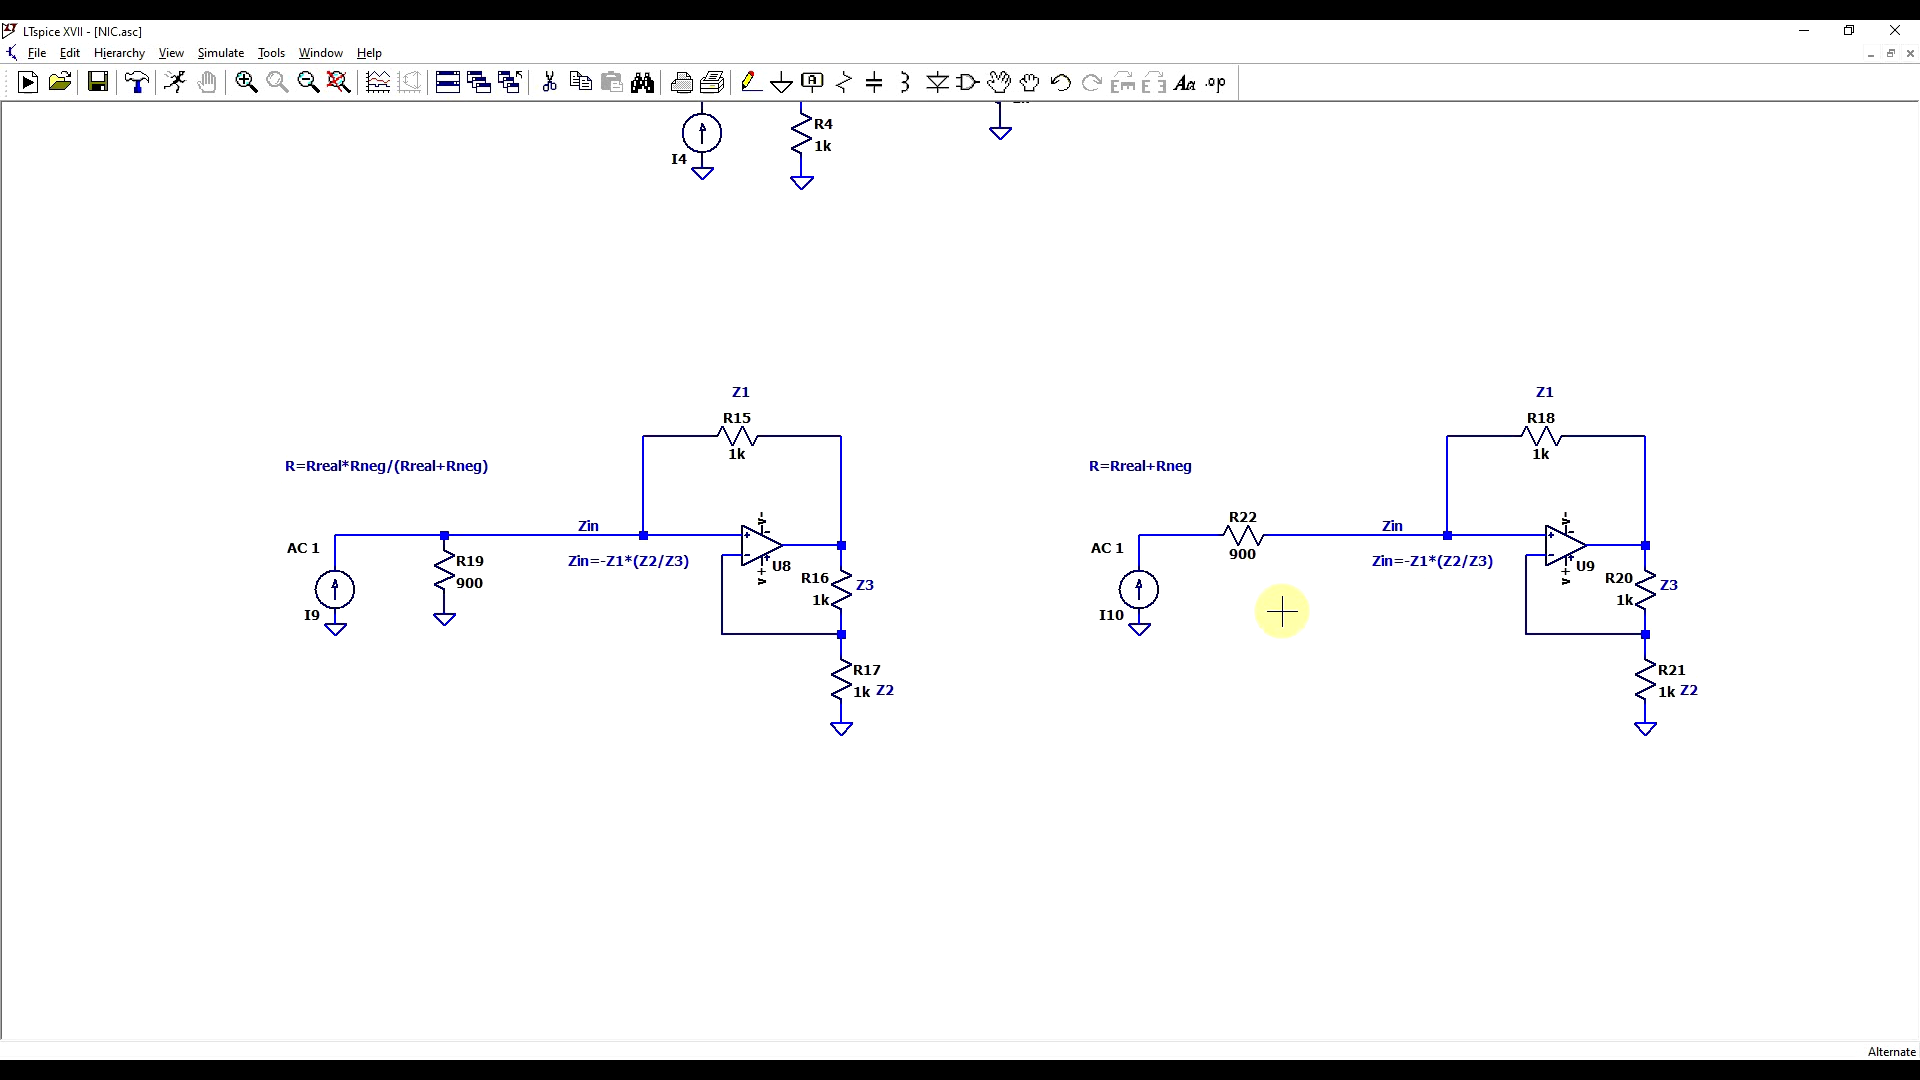 LTspice XVII - [NIC.asc]
File Edit Hierarchy View Simulate Tools Window Help
.op
R4
1k
I4
Z1
R15
1k
R=Rreal*Rneg/(Rreal+Rneg)
Zin
AC 1
Zin=-Z1*(Z2/Z3)
R19
900
U8
R16
1k
Z3
I9
R17
1k Z2
Z1
R18
1k
R=Rreal+Rneg
R22
900
Zin
AC 1
Zin=-Z1*(Z2/Z3)
U9
R20
1k
Z3
I10
R21
1k Z2
Alternate